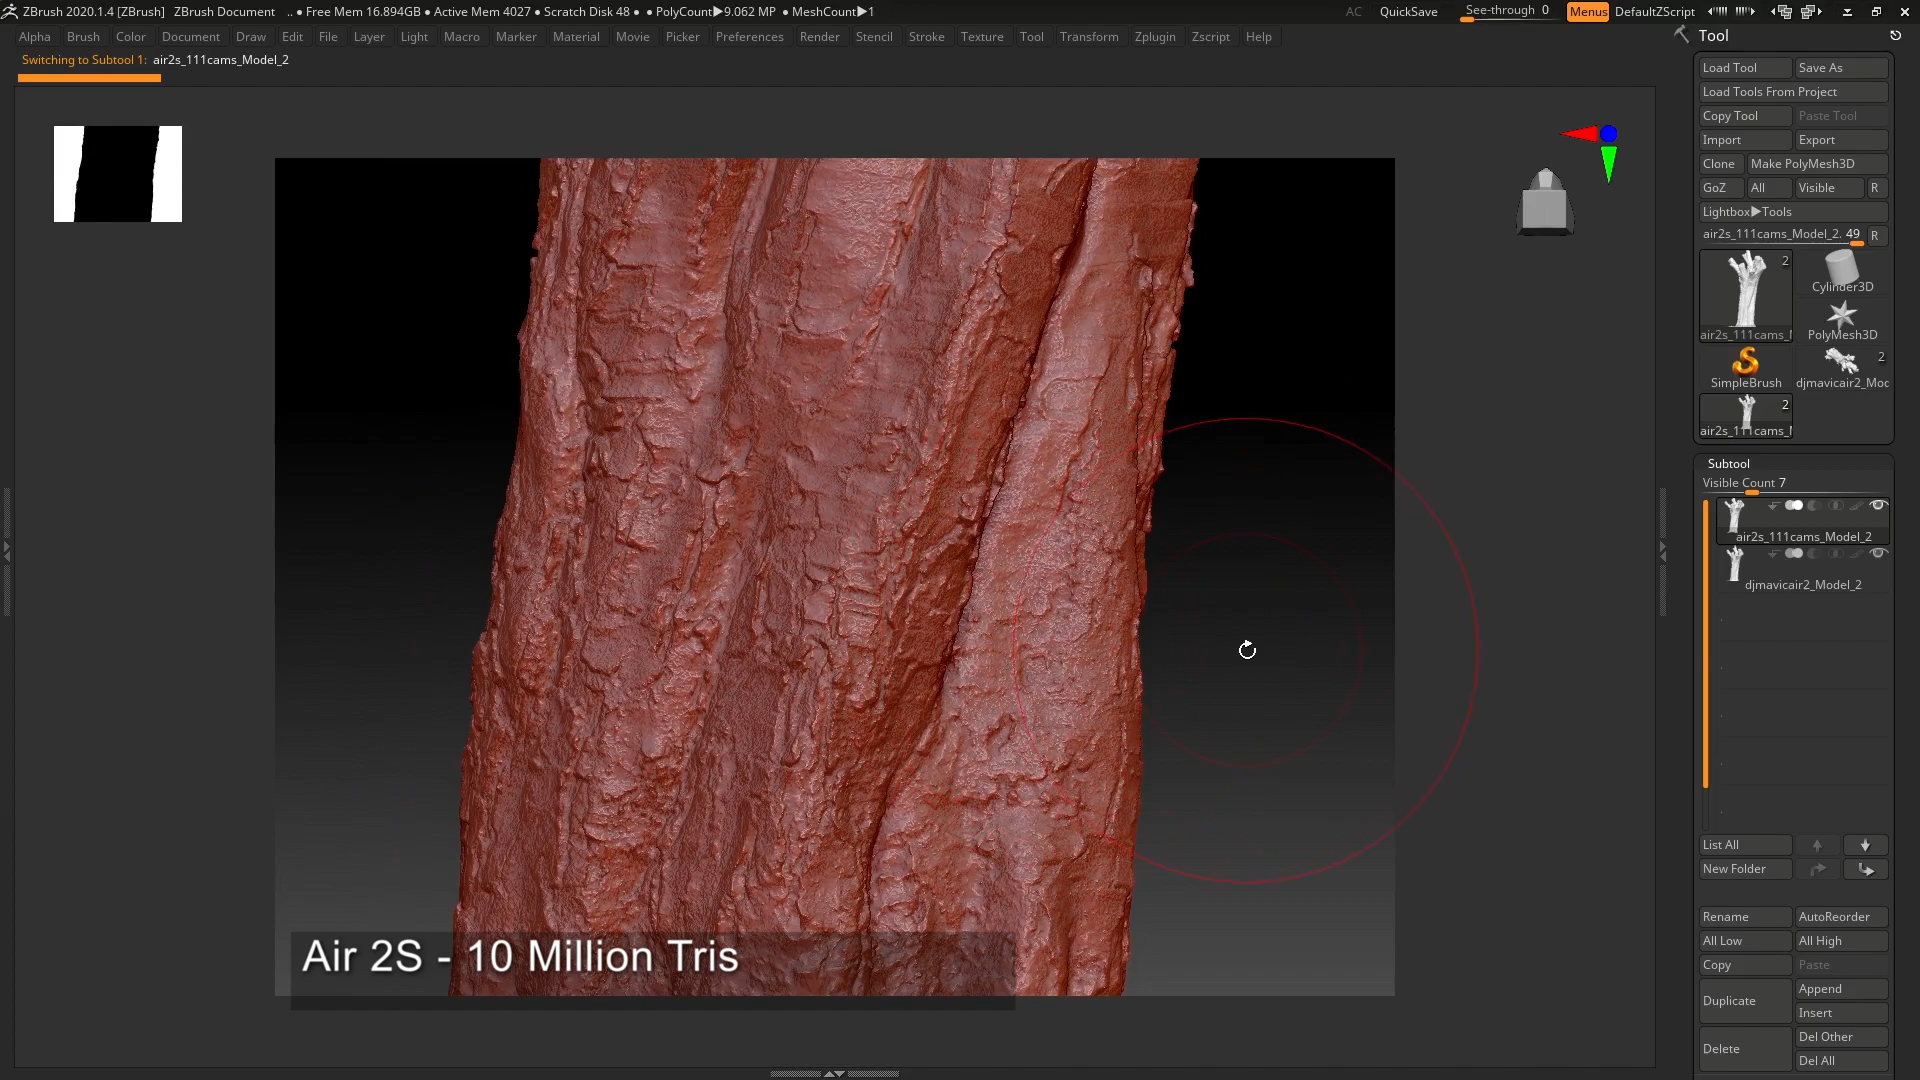 ZBrush 2020.1.4 [ZBrush] ZBrush Document .. • Free Mem 16.894GB • Active Mem 4027 • Scratch Disk 48 • • PolyCount▶9.062 MP • MeshCount▶1 AC QuickSave See-through 0 Menus DefaultZScript
Alpha Brush Color Document Draw Edit File Layer Light Macro Marker Material Movie Picker Preferences Render Stencil Stroke Texture Tool Transform Zplugin Zscript Help
Switching to Subtool 1: air2s_111cams_Model_2
Air 2S - 10 Million Tris
Tool
Load Tool Save As
Load Tools From Project
Copy Tool Paste Tool
Import Export
Clone Make PolyMesh3D
GoZ All Visible R
Lightbox▶Tools
air2s_111cams_Model_2. 49 R
2
Cylinder3D
air2s_111cams_M PolyMesh3D
2
SimpleBrush djmavicair2_Moc
2
air2s_111cams_M
Subtool
Visible Count 7
air2s_111cams_Model_2
djmavicair2_Model_2
List All
New Folder
Rename AutoReorder
All Low All High
Copy Paste
Duplicate Append
Insert
Delete Del Other
Del All